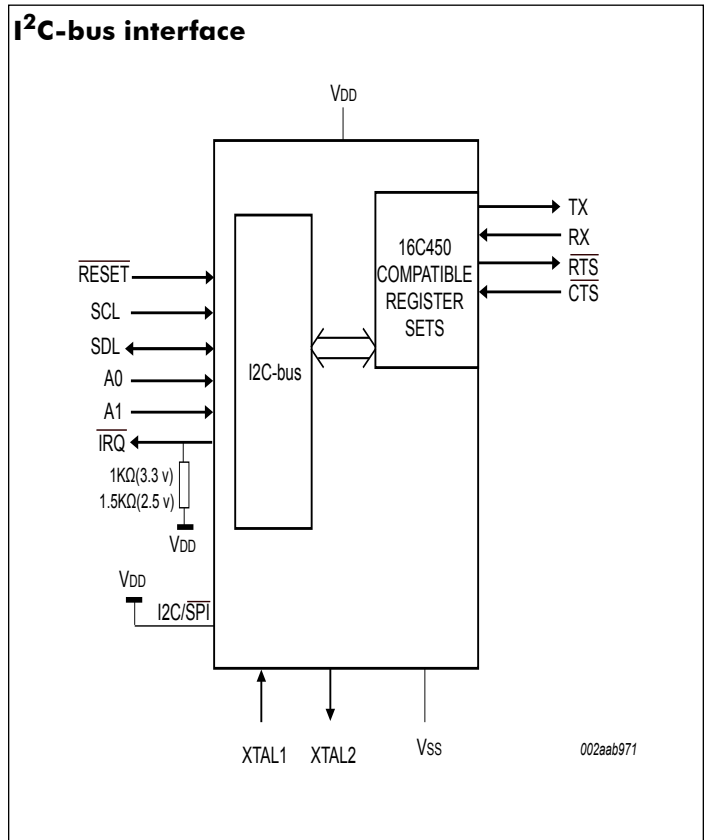 I²C-bus interface
VDD
RESET
SCL
SDL
A0
A1
IRQ
1KΩ(3.3 v)
1.5KΩ(2.5 v)
VDD
VDD
I2C/SPI
I2C-bus
16C450
COMPATIBLE
REGISTER
SETS
TX
RX
RTS
CTS
XTAL1
XTAL2
VSS
002aab971